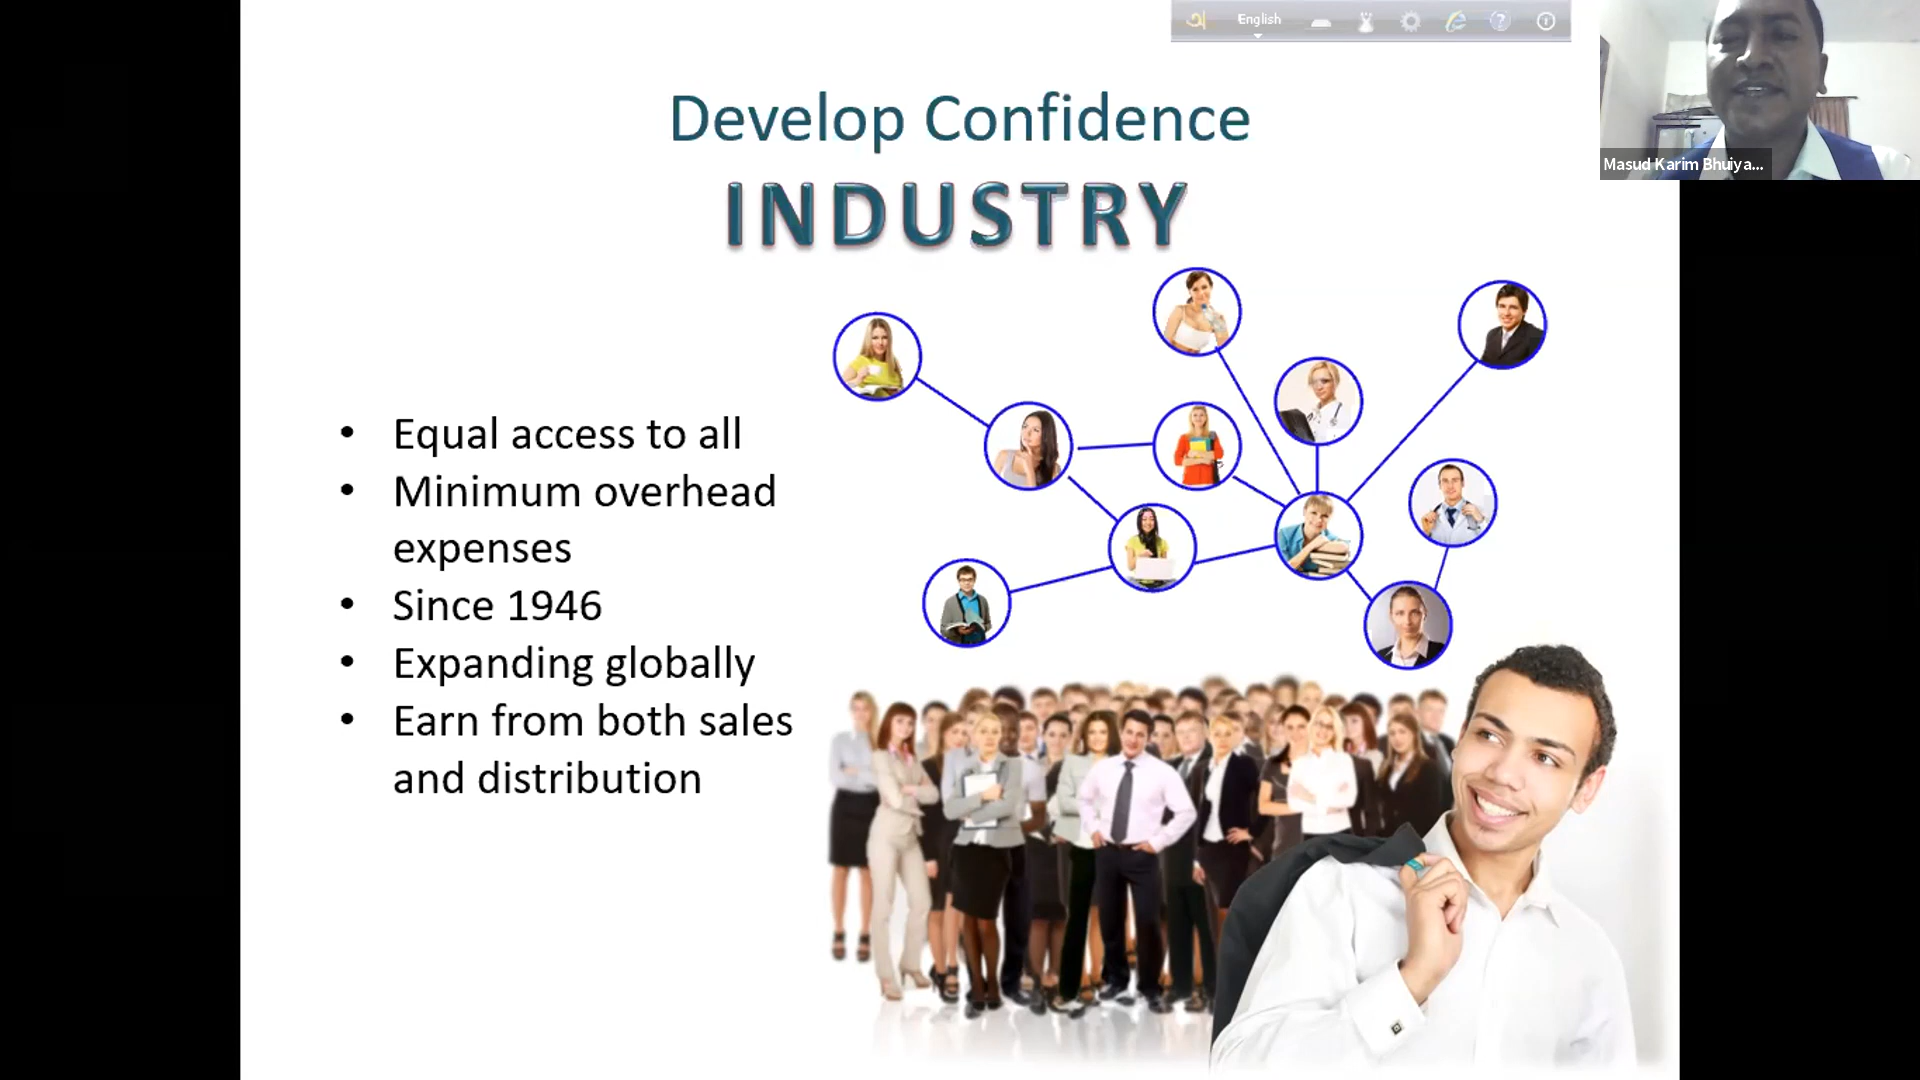 অ English
Develop Confidence
INDUSTRY
Masud Karim Bhuiya...
• Equal access to all
• Minimum overhead
expenses
• Since 1946
• Expanding globally
• Earn from both sales
and distribution